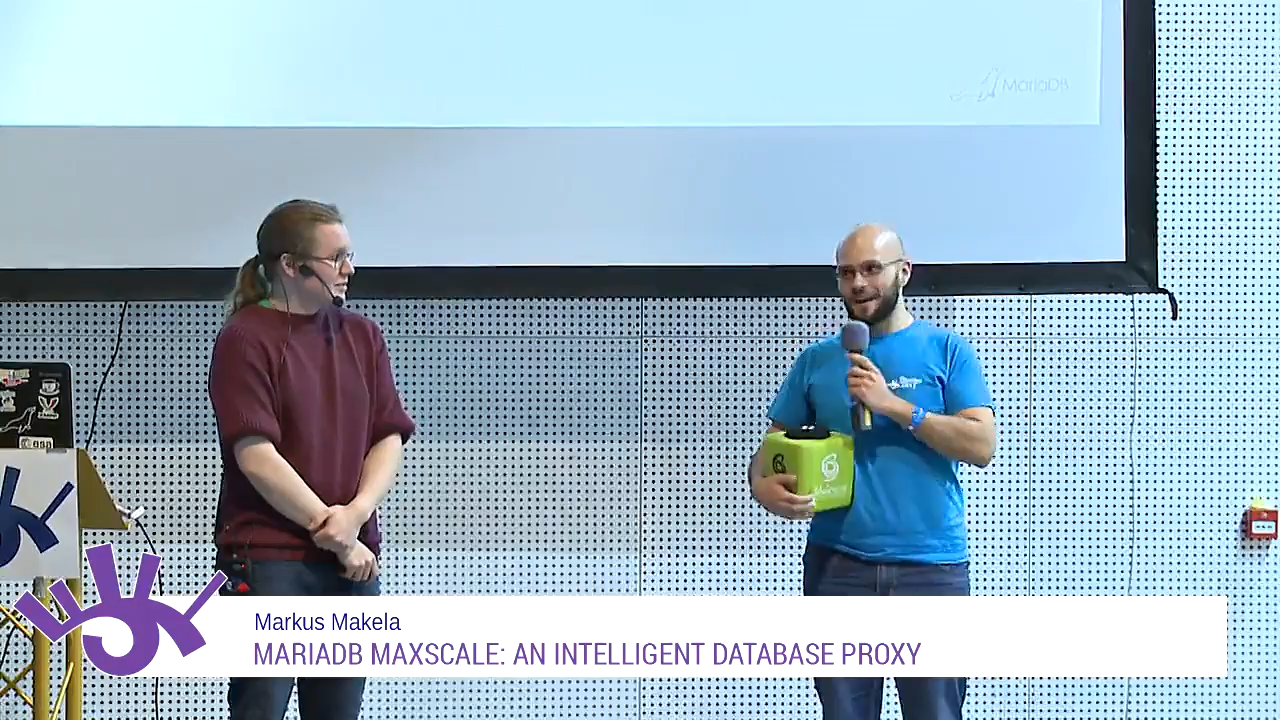 MariaDB
Markus Makela
MARIADB MAXSCALE: AN INTELLIGENT DATABASE PROXY